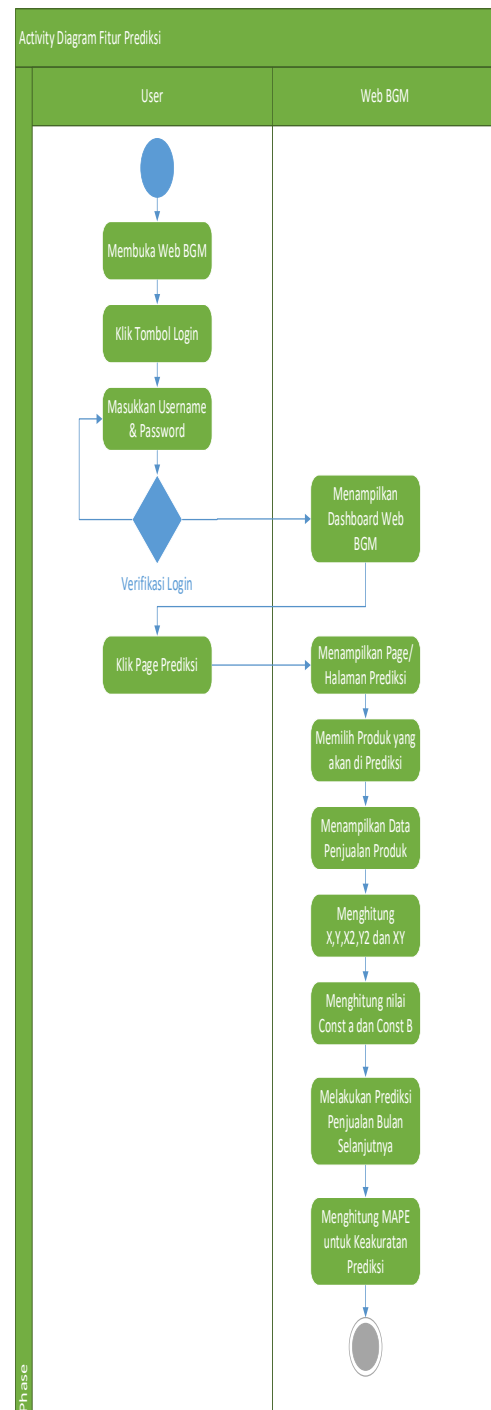 Activity Diagram Fitur Prediksi
User
Web BGM
Membuka Web BGM
Klik Tombol Login
Masukkan Username
& Password
Verifikasi Login
Menampilkan
Dashboard Web
BGM
Klik Page Prediksi
Menampilkan Page/
Halaman Prediksi
Memilih Produk yang
akan di Prediksi
Menampilkan Data
Penjualan Produk
Menghitung
X,Y,X2,Y2 dan XY
Menghitung nilai
Const a dan Const B
Melakukan Prediksi
Penjualan Bulan
Selanjutnya
Menghitung MAPE
untuk Keakuratan
Prediksi
Phase